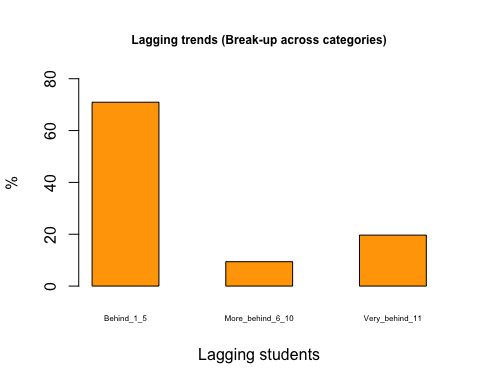 Lagging trends (Break-up across categories)
80
60
40
20
0
%
Behind_1_5 More_behind_6_10 Very_behind_11
Lagging students